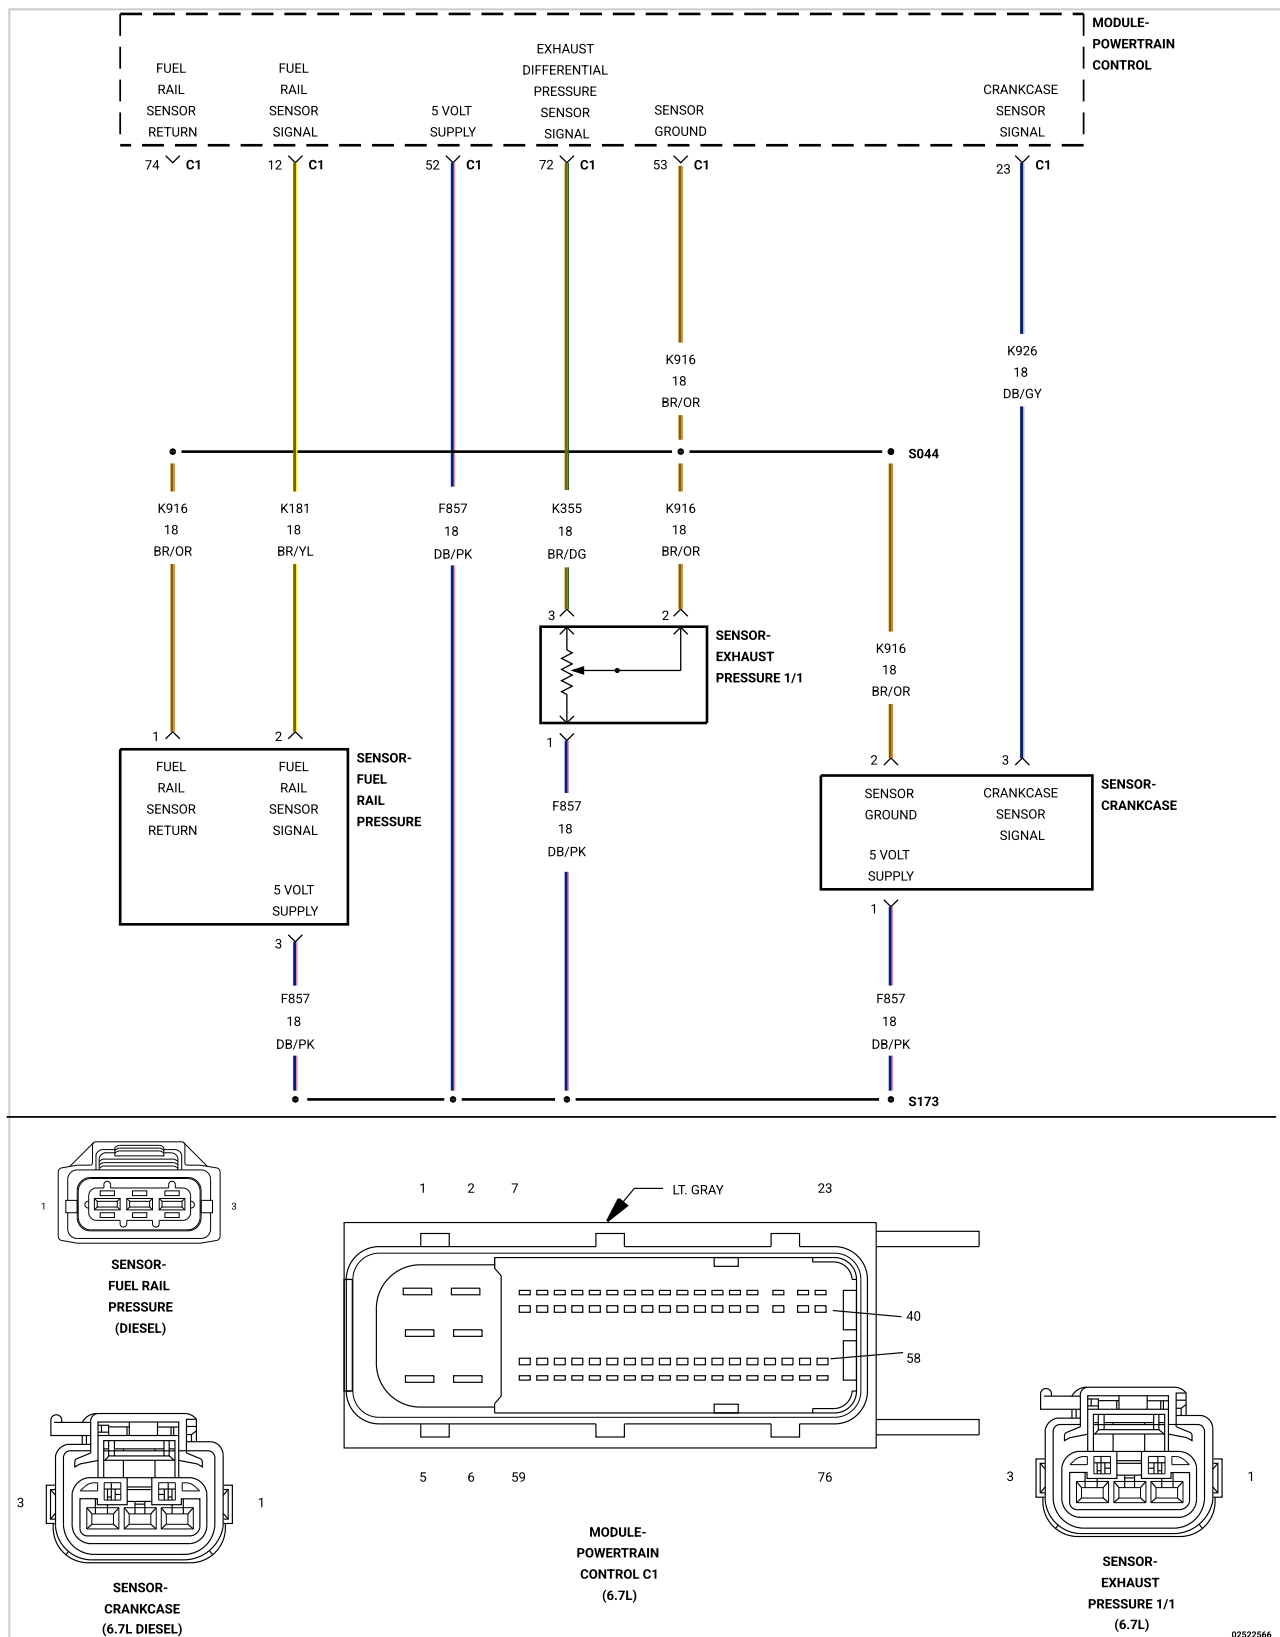 MODULE-
POWERTRAIN
CONTROL
FUEL
RAIL
SENSOR
RETURN
FUEL
RAIL
SENSOR
SIGNAL
5 VOLT
SUPPLY
EXHAUST
DIFFERENTIAL
PRESSURE
SENSOR
SIGNAL
SENSOR
GROUND
CRANKCASE
SENSOR
SIGNAL
74 C1
12 C1
52 C1
72 C1
53 C1
23 C1
K916
18
BR/OR
K926
18
DB/GY
S044
K916
18
BR/OR
K181
18
BR/YL
F857
18
DB/PK
K355
18
BR/DG
K916
18
BR/OR
3
2
SENSOR-
EXHAUST
PRESSURE 1/1
K916
18
BR/OR
1
2
1
2
3
FUEL
RAIL
SENSOR
RETURN
FUEL
RAIL
SENSOR
SIGNAL
5 VOLT
SUPPLY
SENSOR-
FUEL
RAIL
PRESSURE
F857
18
DB/PK
SENSOR
GROUND
5 VOLT
SUPPLY
CRANKCASE
SENSOR
SIGNAL
SENSOR-
CRANKCASE
3
1
F857
18
DB/PK
F857
18
DB/PK
S173
1
3
SENSOR-
FUEL RAIL
PRESSURE
(DIESEL)
1
2
7
LT. GRAY
23
40
58
5
6
59
76
MODULE-
POWERTRAIN
CONTROL C1
(6.7L)
3
1
SENSOR-
CRANKCASE
(6.7L DIESEL)
3
1
SENSOR-
EXHAUST
PRESSURE 1/1
(6.7L)
02522566